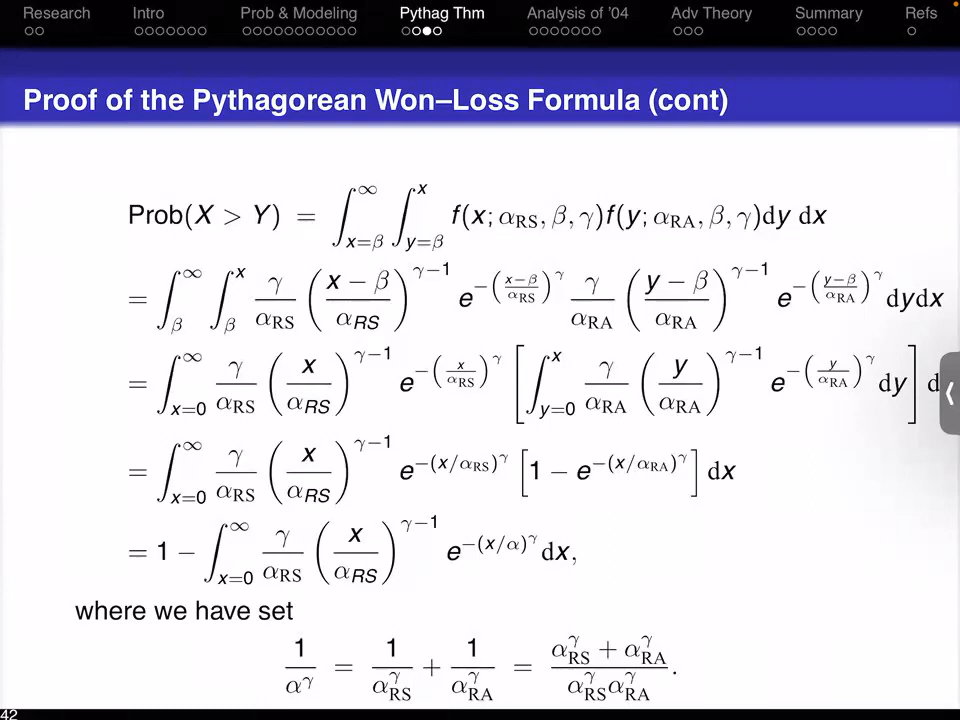 Research Intro Prob & Modeling Pythag Thm Analysis of '04 Adv Theory Summary Refs
Proof of the Pythagorean Won–Loss Formula (cont)
Prob(X > Y) = ∫_{x=β}^{∞} ∫_{y=β}^{x} f(x; α_RS, β, γ)f(y; α_RA, β, γ)dy dx
= ∫_{β}^{∞} ∫_{β}^{x} γ/α_RS ((x − β)/α_RS)^{γ−1} e^{−((x−β)/α_RS)^γ} γ/α_RA ((y − β)/α_RA)^{γ−1} e^{−((y−β)/α_RA)^γ} dydx
= ∫_{x=0}^{∞} γ/α_RS (x/α_RS)^{γ−1} e^{−(x/α_RS)^γ} [∫_{y=0}^{x} γ/α_RA (y/α_RA)^{γ−1} e^{−(y/α_RA)^γ} dy] d
= ∫_{x=0}^{∞} γ/α_RS (x/α_RS)^{γ−1} e^{−(x/α_RS)^γ} [1 − e^{−(x/α_RA)^γ}] dx
= 1 − ∫_{x=0}^{∞} γ/α_RS (x/α_RS)^{γ−1} e^{−(x/α)^γ} dx,
where we have set
1/α^γ = 1/α_RS^γ + 1/α_RA^γ = (α_RS^γ + α_RA^γ)/(α_RS^γ α_RA^γ).
42